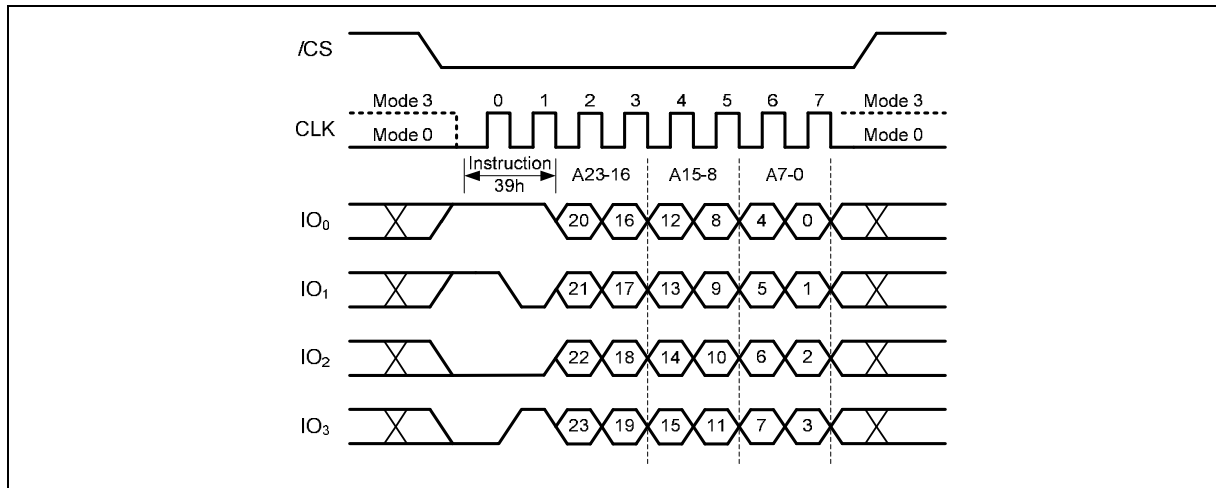 /CS
Mode 3 0 1 2 3 4 5 6 7 Mode 3
CLK Mode 0 Mode 0
Instruction
39h A23-16 A15-8 A7-0
IO0 20 16 12 8 4 0
IO1 21 17 13 9 5 1
IO2 22 18 14 10 6 2
IO3 23 19 15 11 7 3